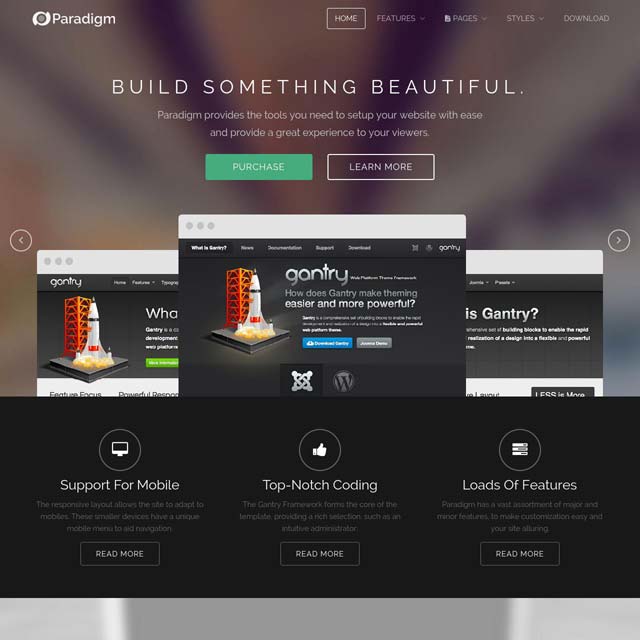 Paradigm
HOME
FEATURES
PAGES
STYLES
DOWNLOAD
BUILD SOMETHING BEAUTIFUL.
Paradigm provides the tools you need to setup your website with ease
and provide a great experience to your viewers.
PURCHASE
LEARN MORE
What is Gantry?
News
Documentation
Support
Download
gantry
gantry Web Platform Theme Framework
How does Gantry make theming
easier and more powerful?
Gantry is a comprehensive set of building blocks to enable the rapid
development and realization of a design into a flexible and powerful
web platform theme.
Download Gantry
Joomla Demo
gantry
Home
Features
Typography
Wha
Gantry is a co
development
web platform
Feature Focus
Powerful Respon
Joomla
Presets
is Gantry?
ehensive set of building blocks to enable the rapid
realization of a design into a flexible and powerful
ve Layout
LESS is More...
Support For Mobile
The responsive layout allows the site to adapt to
mobiles. These smaller devices have a unique
mobile menu to aid navigation.
READ MORE
Top-Notch Coding
The Gantry Framework forms the core of the
template, providing a rich selection, such as an
intuitive administrator.
READ MORE
Loads Of Features
Paradigm has a vast assortment of major and
minor features, to make customization easy and
your site alluring.
READ MORE